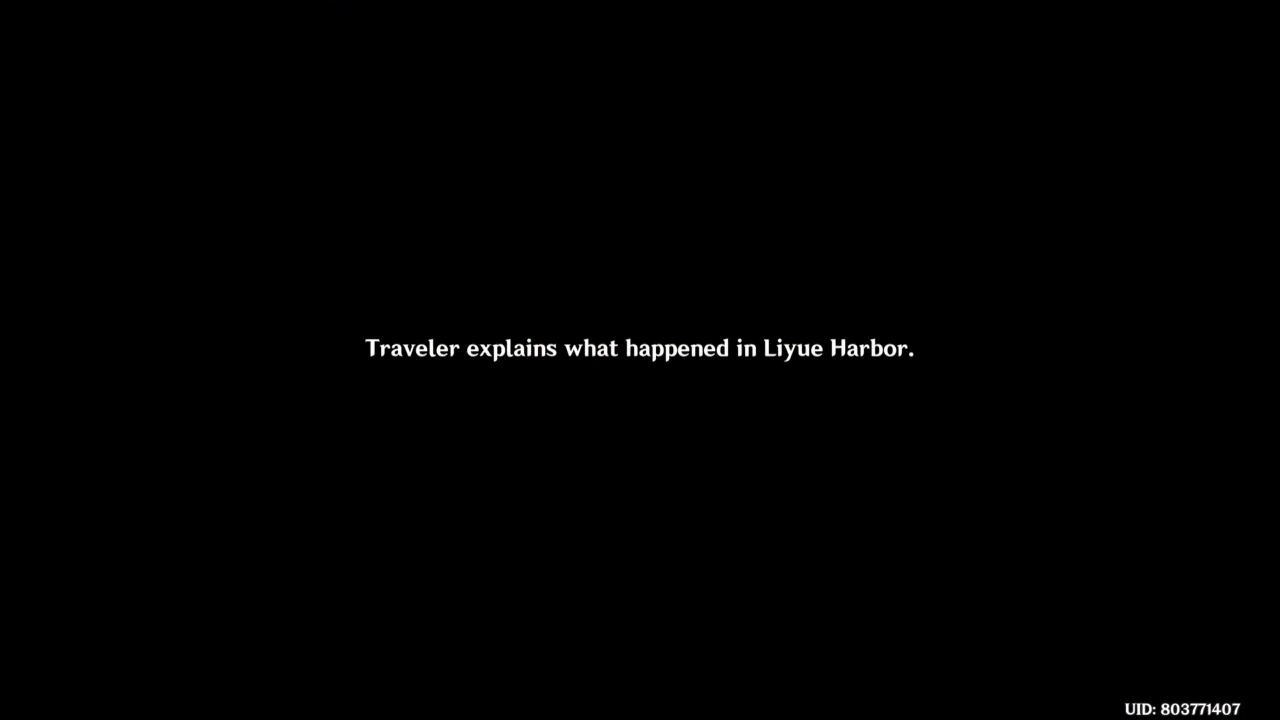 Traveler explains what happened in Liyue Harbor.
UID: 803771407